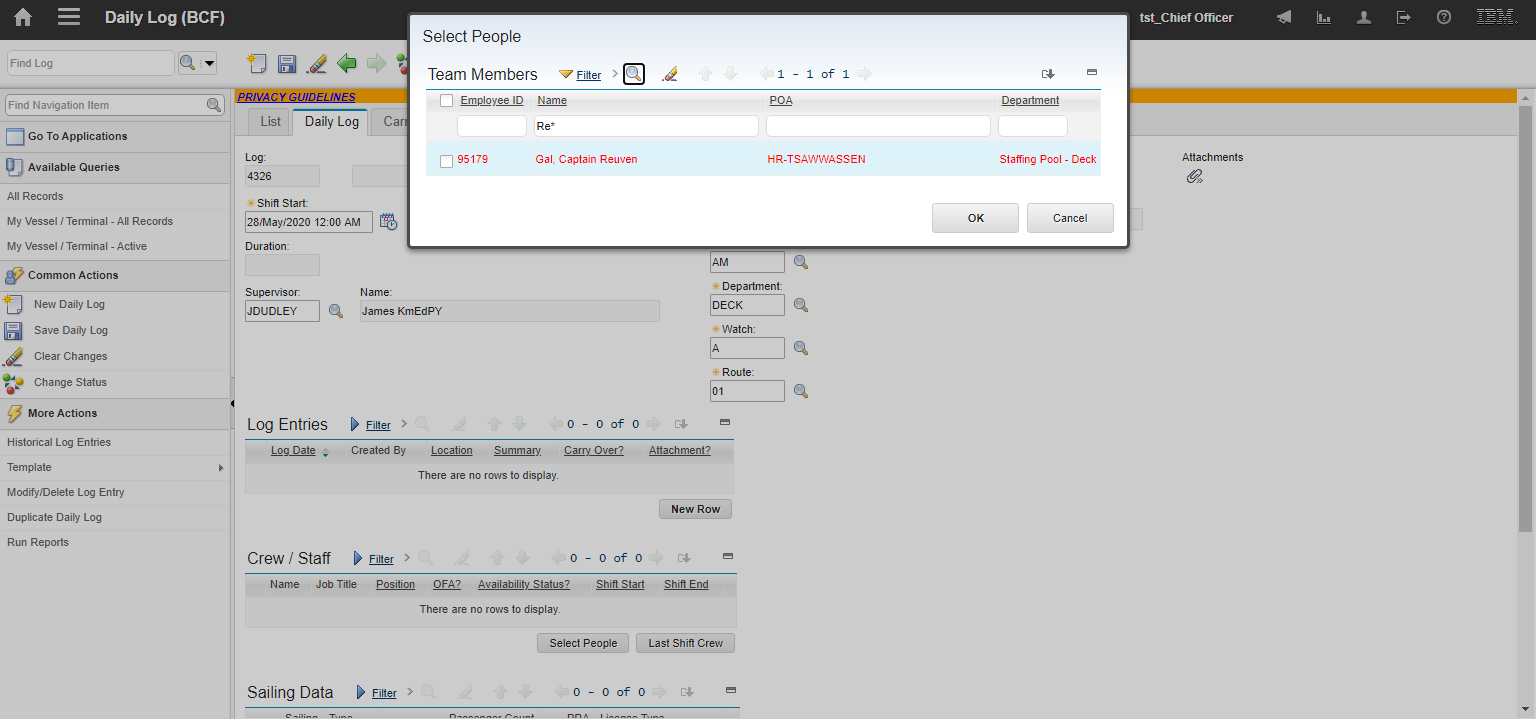 Daily Log (BCF)
tst_Chief Officer
IBM.
Find Log
Find Navigation Item
Go To Applications
Available Queries
All Records
My Vessel / Terminal - All Records
My Vessel / Terminal - Active
Common Actions
New Daily Log
Save Daily Log
Clear Changes
Change Status
More Actions
Historical Log Entries
Template
Modify/Delete Log Entry
Duplicate Daily Log
Run Reports
Select People
Team Members Filter 1 - 1 of 1
Employee ID Name POA Department
Re*
95179 Gal, Captain Reuven HR-TSAWWASSEN Staffing Pool - Deck
OK Cancel
PRIVACY GUIDELINES
List Daily Log
Log:
4326
Shift Start:
28/May/2020 12:00 AM
Duration:
Supervisor: Name:
JDUDLEY James KmEdPY
Attachments
AM
Department:
DECK
Watch:
A
Route:
01
Log Entries Filter 0 - 0 of 0
Log Date Created By Location Summary Carry Over? Attachment?
There are no rows to display.
New Row
Crew / Staff Filter 0 - 0 of 0
Name Job Title Position OFA? Availability Status? Shift Start Shift End
There are no rows to display.
Select People Last Shift Crew
Sailing Data Filter 0 - 0 of 0
Sailing Type Passenger Count PRA License Type